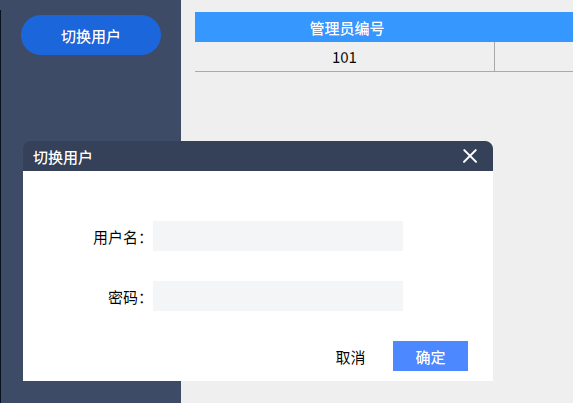 切换用户
管理员编号
101
切换用户
用户名：
密码：
取消
确定